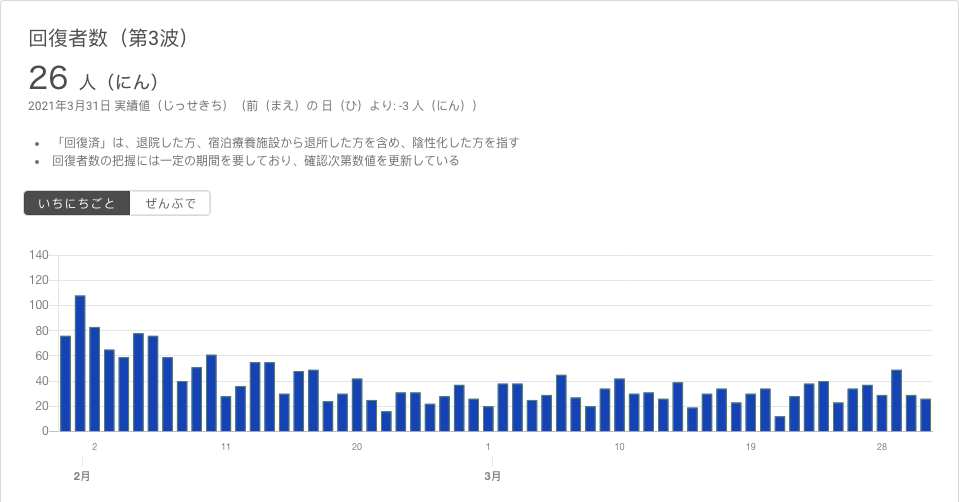 回復者数（第3波）
26 人（にん）
2021年3月31日 実績値（じっせきち）（前（まえ）の 日（ひ）より: -3 人（にん））
• 「回復済」は、退院した方、宿泊療養施設から退所した方を含め、陰性化した方を指す
• 回復者数の把握には一定の期間を要しており、確認次第数値を更新している
いちにちごと ぜんぶで
140
120
100
80
60
40
20
0
2 11 20 1 10 19 28
2月 3月